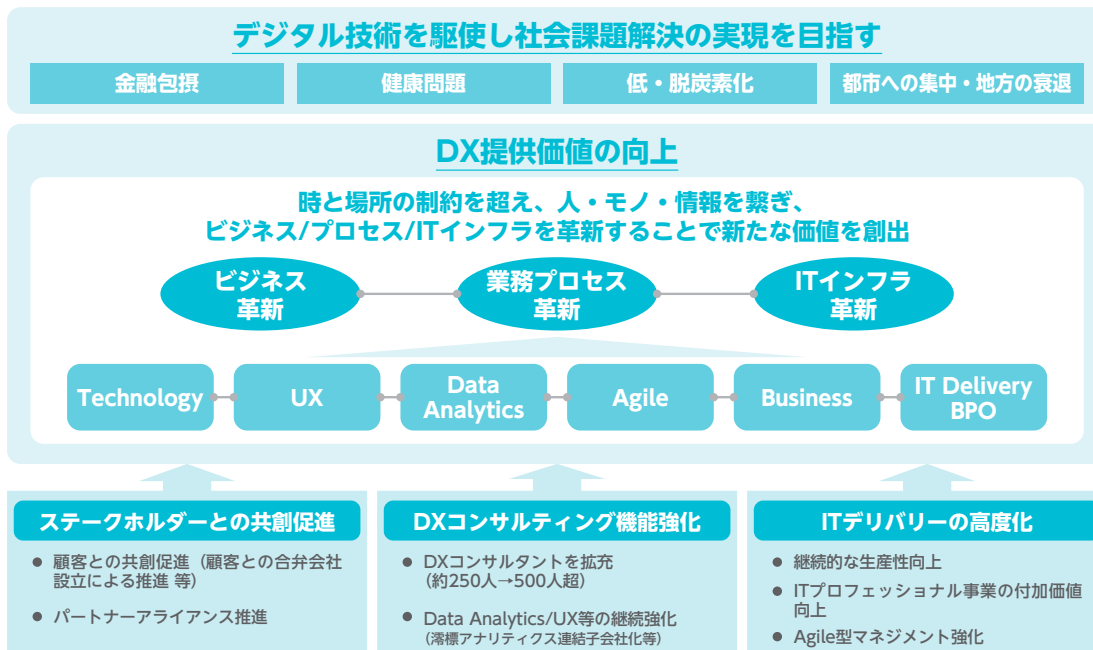 デジタル技術を駆使し社会課題解決の実現を目指す
金融包摂
健康問題
低・脱炭素化
都市への集中・地方の衰退
DX提供価値の向上
時と場所の制約を超え、人・モノ・情報を繋ぎ、
ビジネス/プロセス/ITインフラを革新することで新たな価値を創出
ビジネス
革新
業務プロセス
革新
ITインフラ
革新
Technology
UX
Data
Analytics
Agile
Business
IT Delivery
BPO
ステークホルダーとの共創促進
● 顧客との共創促進（顧客との合弁会社
設立による推進 等）
● パートナーアライアンス推進
DXコンサルティング機能強化
● DXコンサルタントを拡充
（約250人→500人超）
● Data Analytics/UX等の継続強化
（澪標アナリティクス連結子会社化等）
ITデリバリーの高度化
● 継続的な生産性向上
● ITプロフェッショナル事業の付加価値
向上
● Agile型マネジメント強化